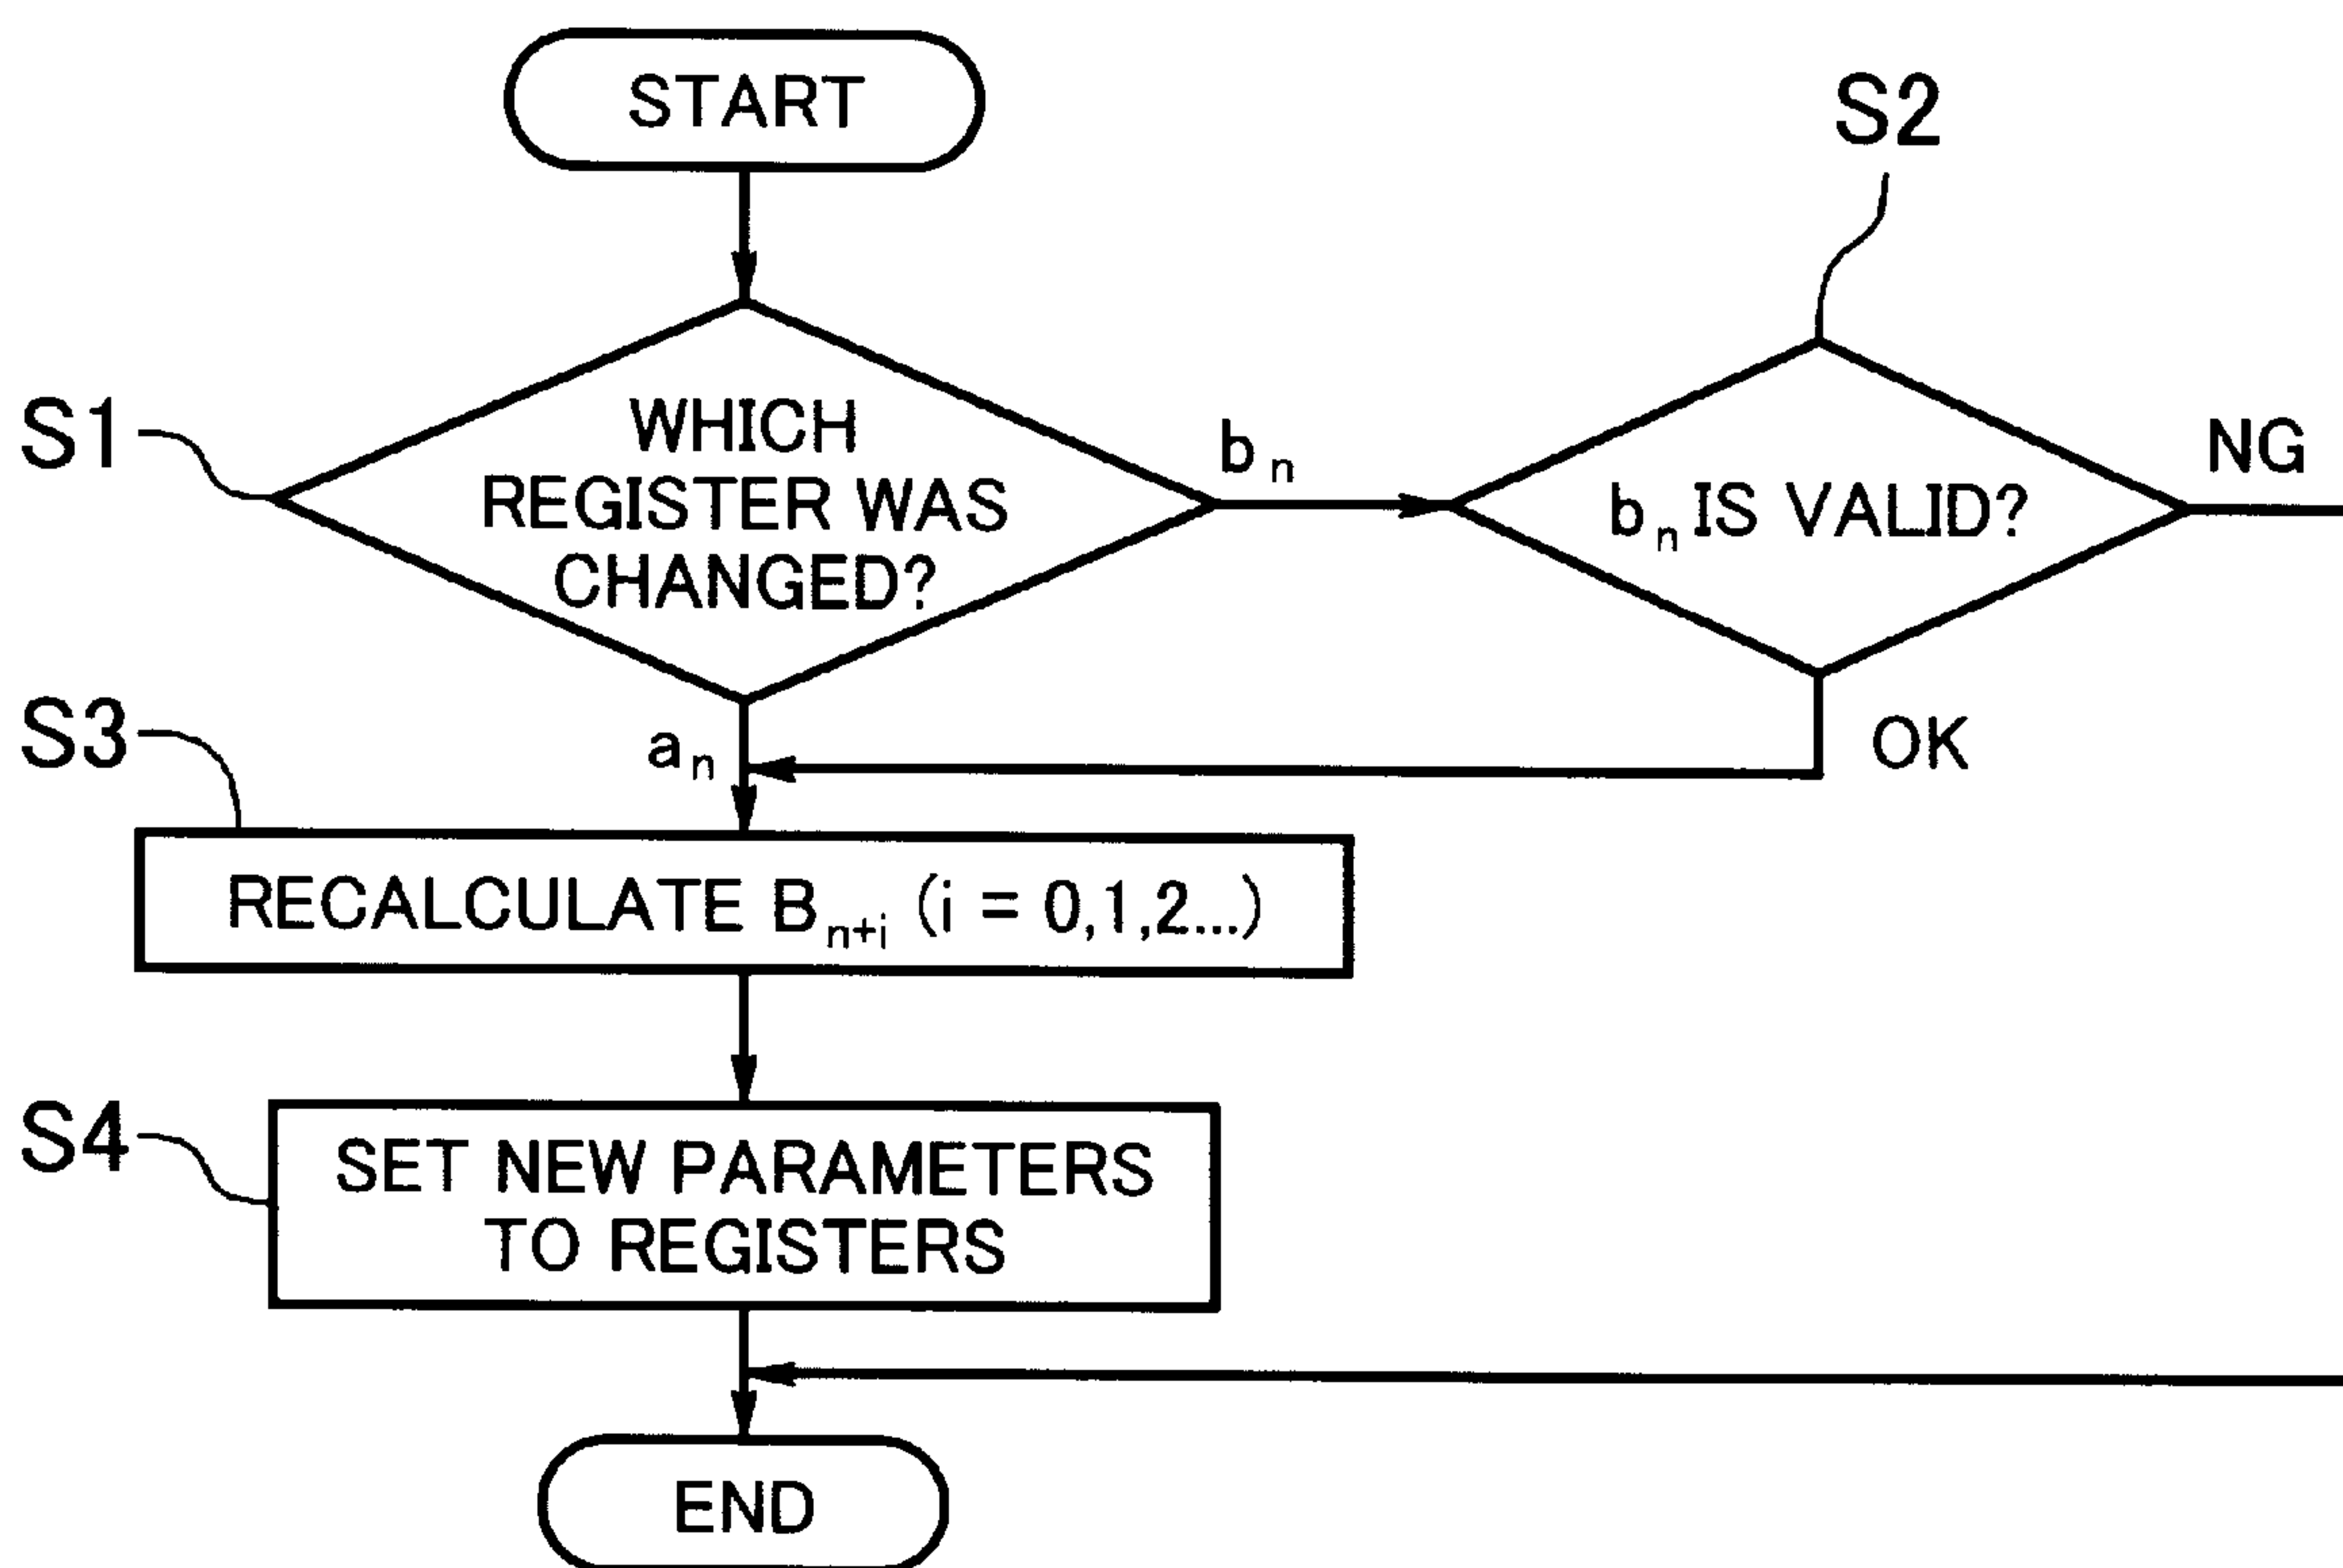 START
S2
S1
WHICH
REGISTER WAS
CHANGED?
bₙ
bₙ IS VALID?
NG
S3
aₙ
OK
RECALCULATE Bₙ₊ᵢ (i = 0,1,2...)
S4
SET NEW PARAMETERS
TO REGISTERS
END